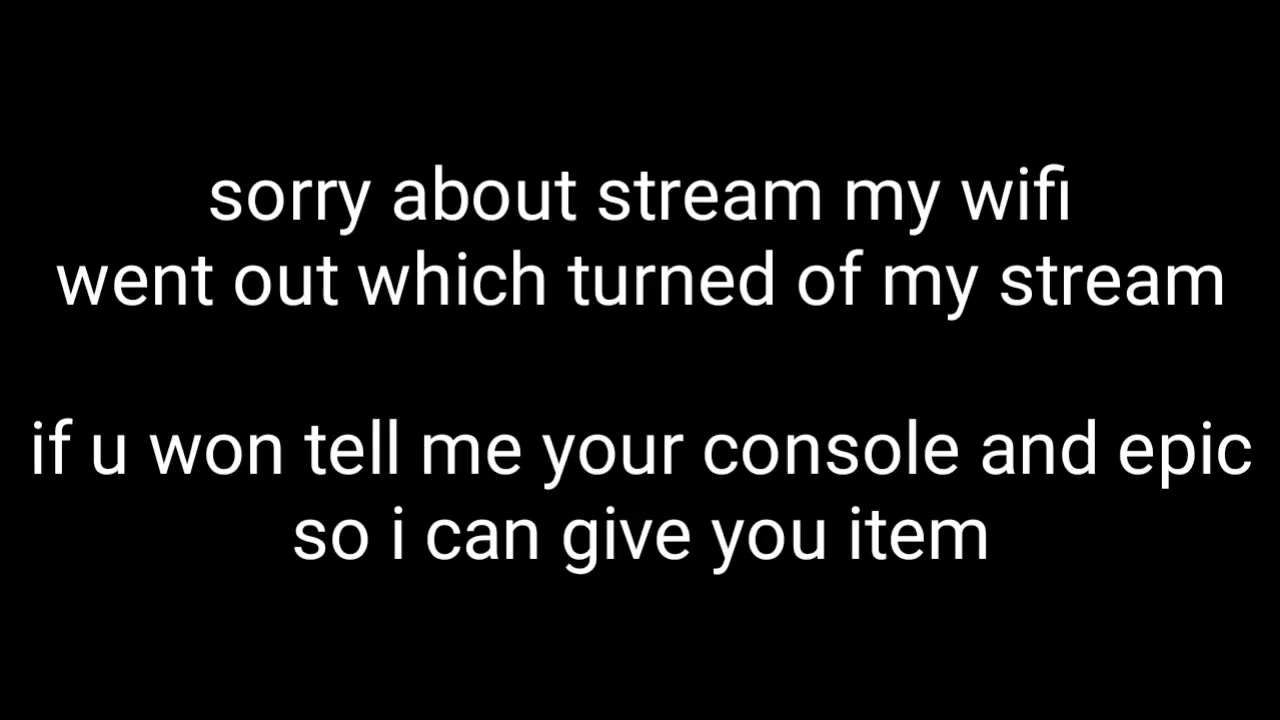 sorry about stream my wifi
went out which turned of my stream
if u won tell me your console and epic
so i can give you item